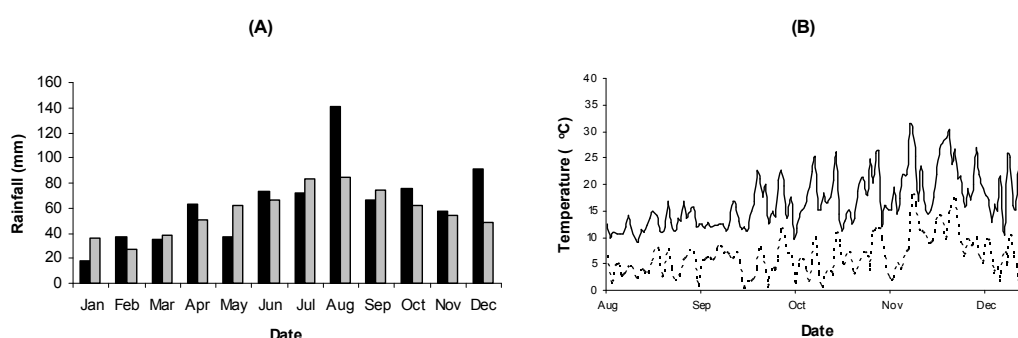 (A)
Rainfall (mm)
160
140
120
100
80
60
40
20
0
Jan Feb Mar Apr May Jun Jul Aug Sep Oct Nov Dec
Date
(B)
Temperature ( °C)
40
35
30
25
20
15
10
5
0
Aug Sep Oct Nov Dec
Date